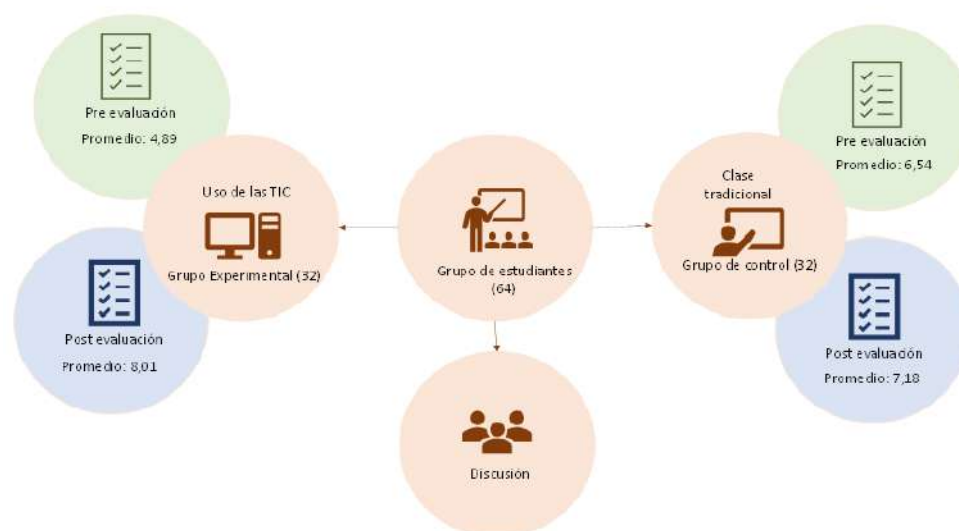 Pre evaluación
Promedio: 4,89
Uso de las TIC
Grupo Experimental (32)
Post evaluación
Promedio: 8,01
Grupo de estudiantes
(64)
Discusión
Clase
tradicional
Grupo de control (32)
Pre evaluación
Promedio: 6,54
Post evaluación
Promedio: 7,18